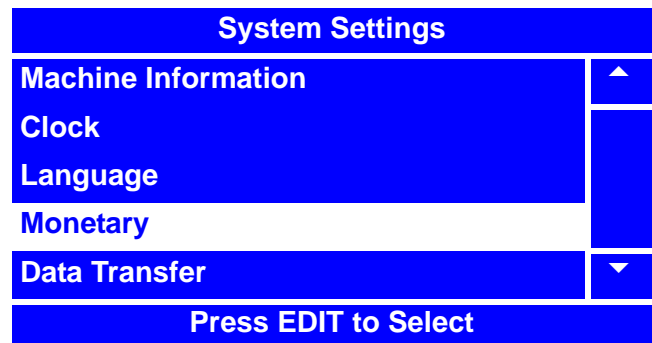 System Settings
Machine Information
Clock
Language
Monetary
Data Transfer
Press EDIT to Select